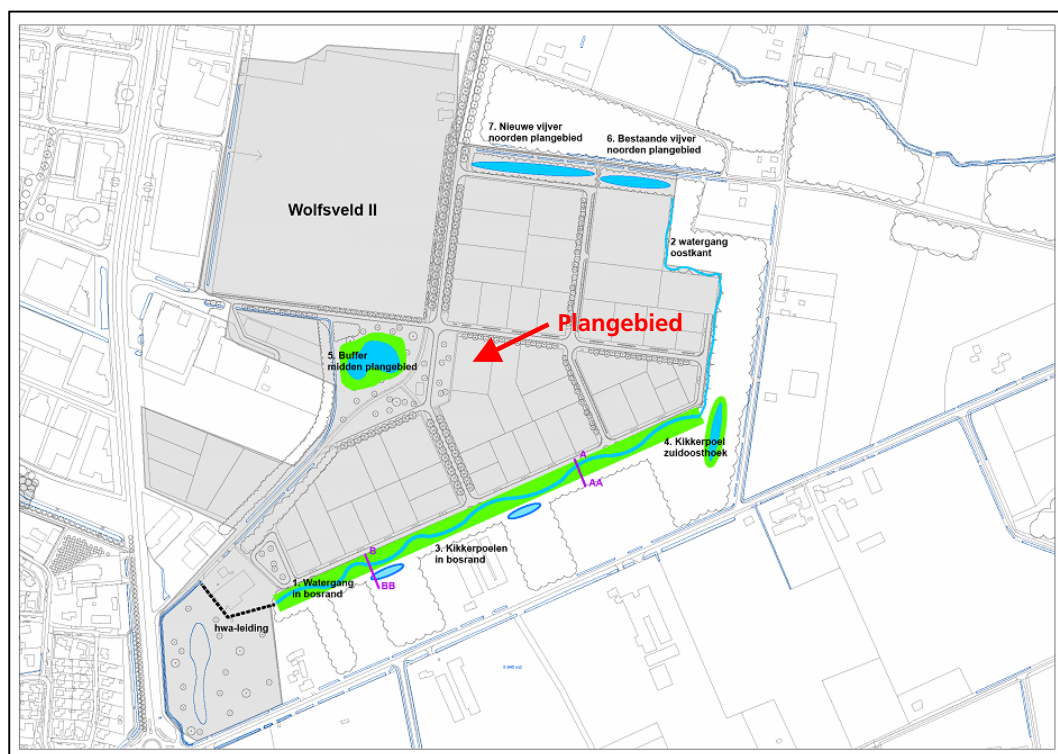 7. Nieuwe vijver
noorden plangebied
6. Bestaande vijver
noorden plangebied
Wolfsveld II
2 watergang
oostkant
Plangebied
5. Buffer
midden plangebied
4. Kikkerpoel
zuidoosthoek
A
AA
3. Kikkerpoelen
in bosrand
B
BB
1. Watergang
in bosrand
hwa-leiding